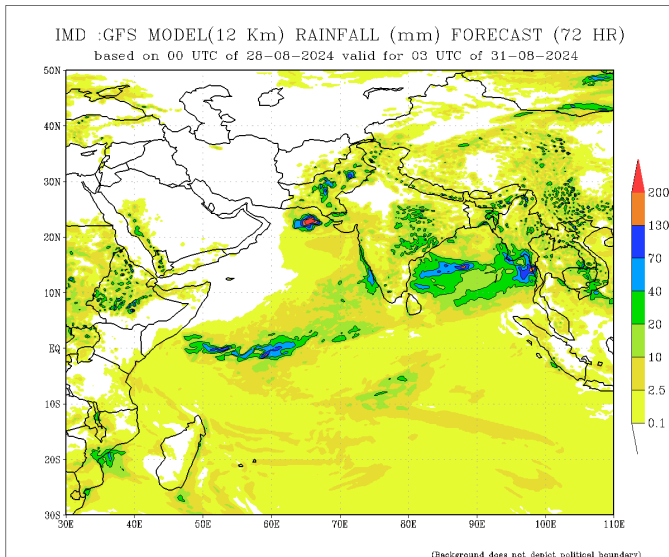 IMD :GFS MODEL(12 Km) RAINFALL (mm) FORECAST (72 HR)
based on 00 UTC of 28-08-2024 valid for 03 UTC of 31-08-2024
50N
40N
30N
20N
10N
EQ
10S
20S
30S
30E 40E 50E 60E 70E 80E 90E 100E 110E
200
130
70
40
20
10
2.5
0.1
(Background does not depict political boundary)